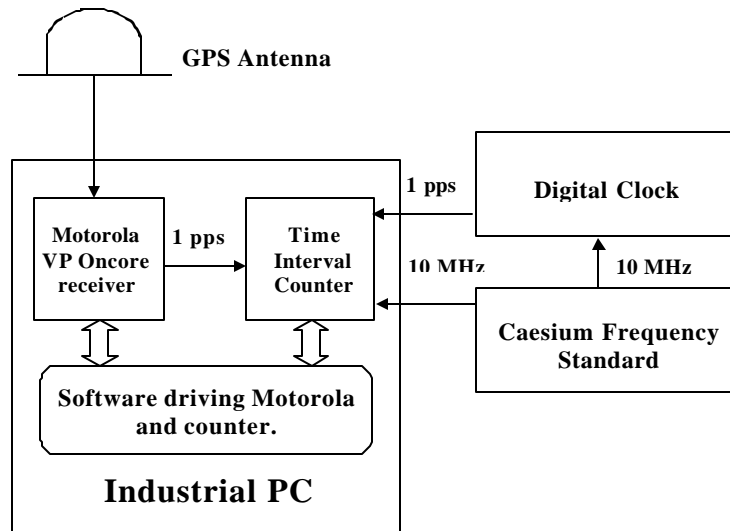 GPS Antenna
1 pps
Digital Clock
Motorola
VP Oncore
receiver
1 pps
Time
Interval
Counter
10 MHz
10 MHz
Caesium Frequency
Standard
Software driving Motorola
and counter.
Industrial PC